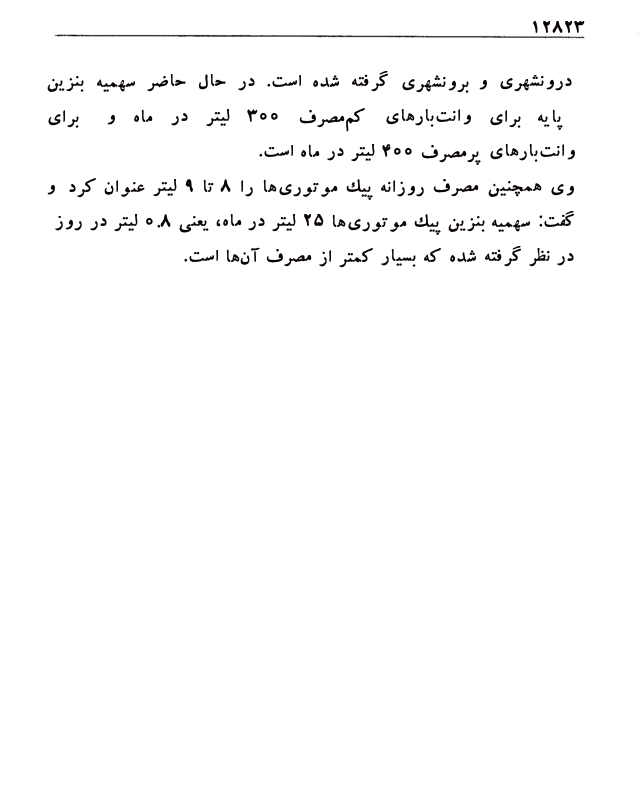 ۱۲۸۲۳
درونشهری و برونشهری گرفته شده است. در حال حاضر سهمیه بنزین
پایه برای وانت‌بارهای کم‌مصرف ۳۰۰ لیتر در ماه و برای
وانت‌بارهای پرمصرف ۴۰۰ لیتر در ماه است.
وی همچنین مصرف روزانه پیك موتوری‌ها را ۸ تا ۹ لیتر عنوان کرد و
گفت: سهمیه بنزین پیك موتوری‌ها ۲۵ لیتر در ماه، یعنی ۰.۸ لیتر در روز
در نظر گرفته شده که بسیار کمتر از مصرف آن‌ها است.